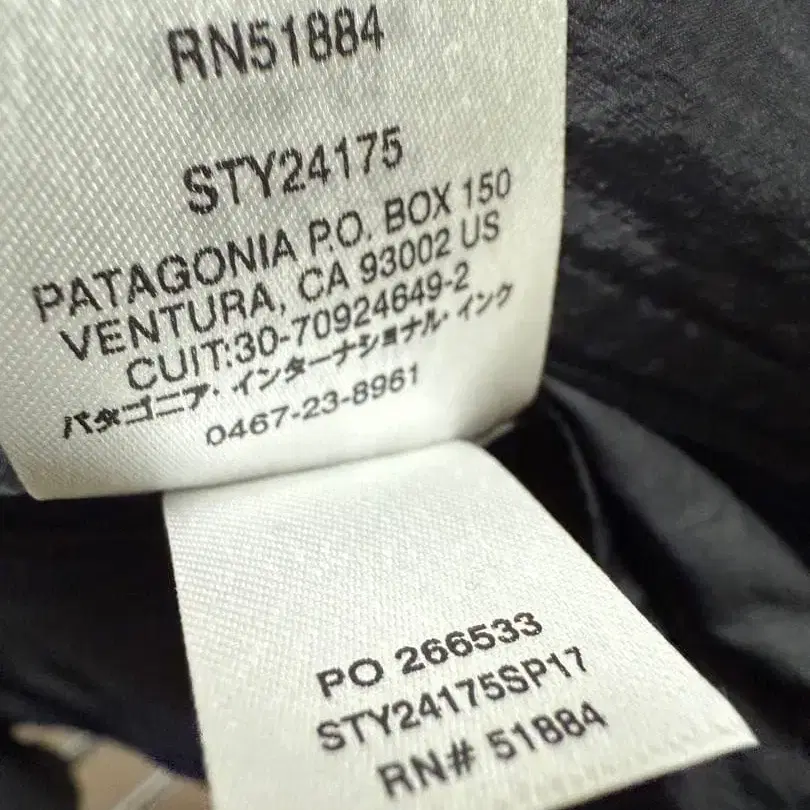 RN51884
STY24175
PATAGONIA P.O. BOX 150
VENTURA, CA 93002 US
CUIT:30-70924649-2
パタゴニア・インターナショナル・インク
0467-23-8961
PO 266533
STY24175SP17
RN# 51884